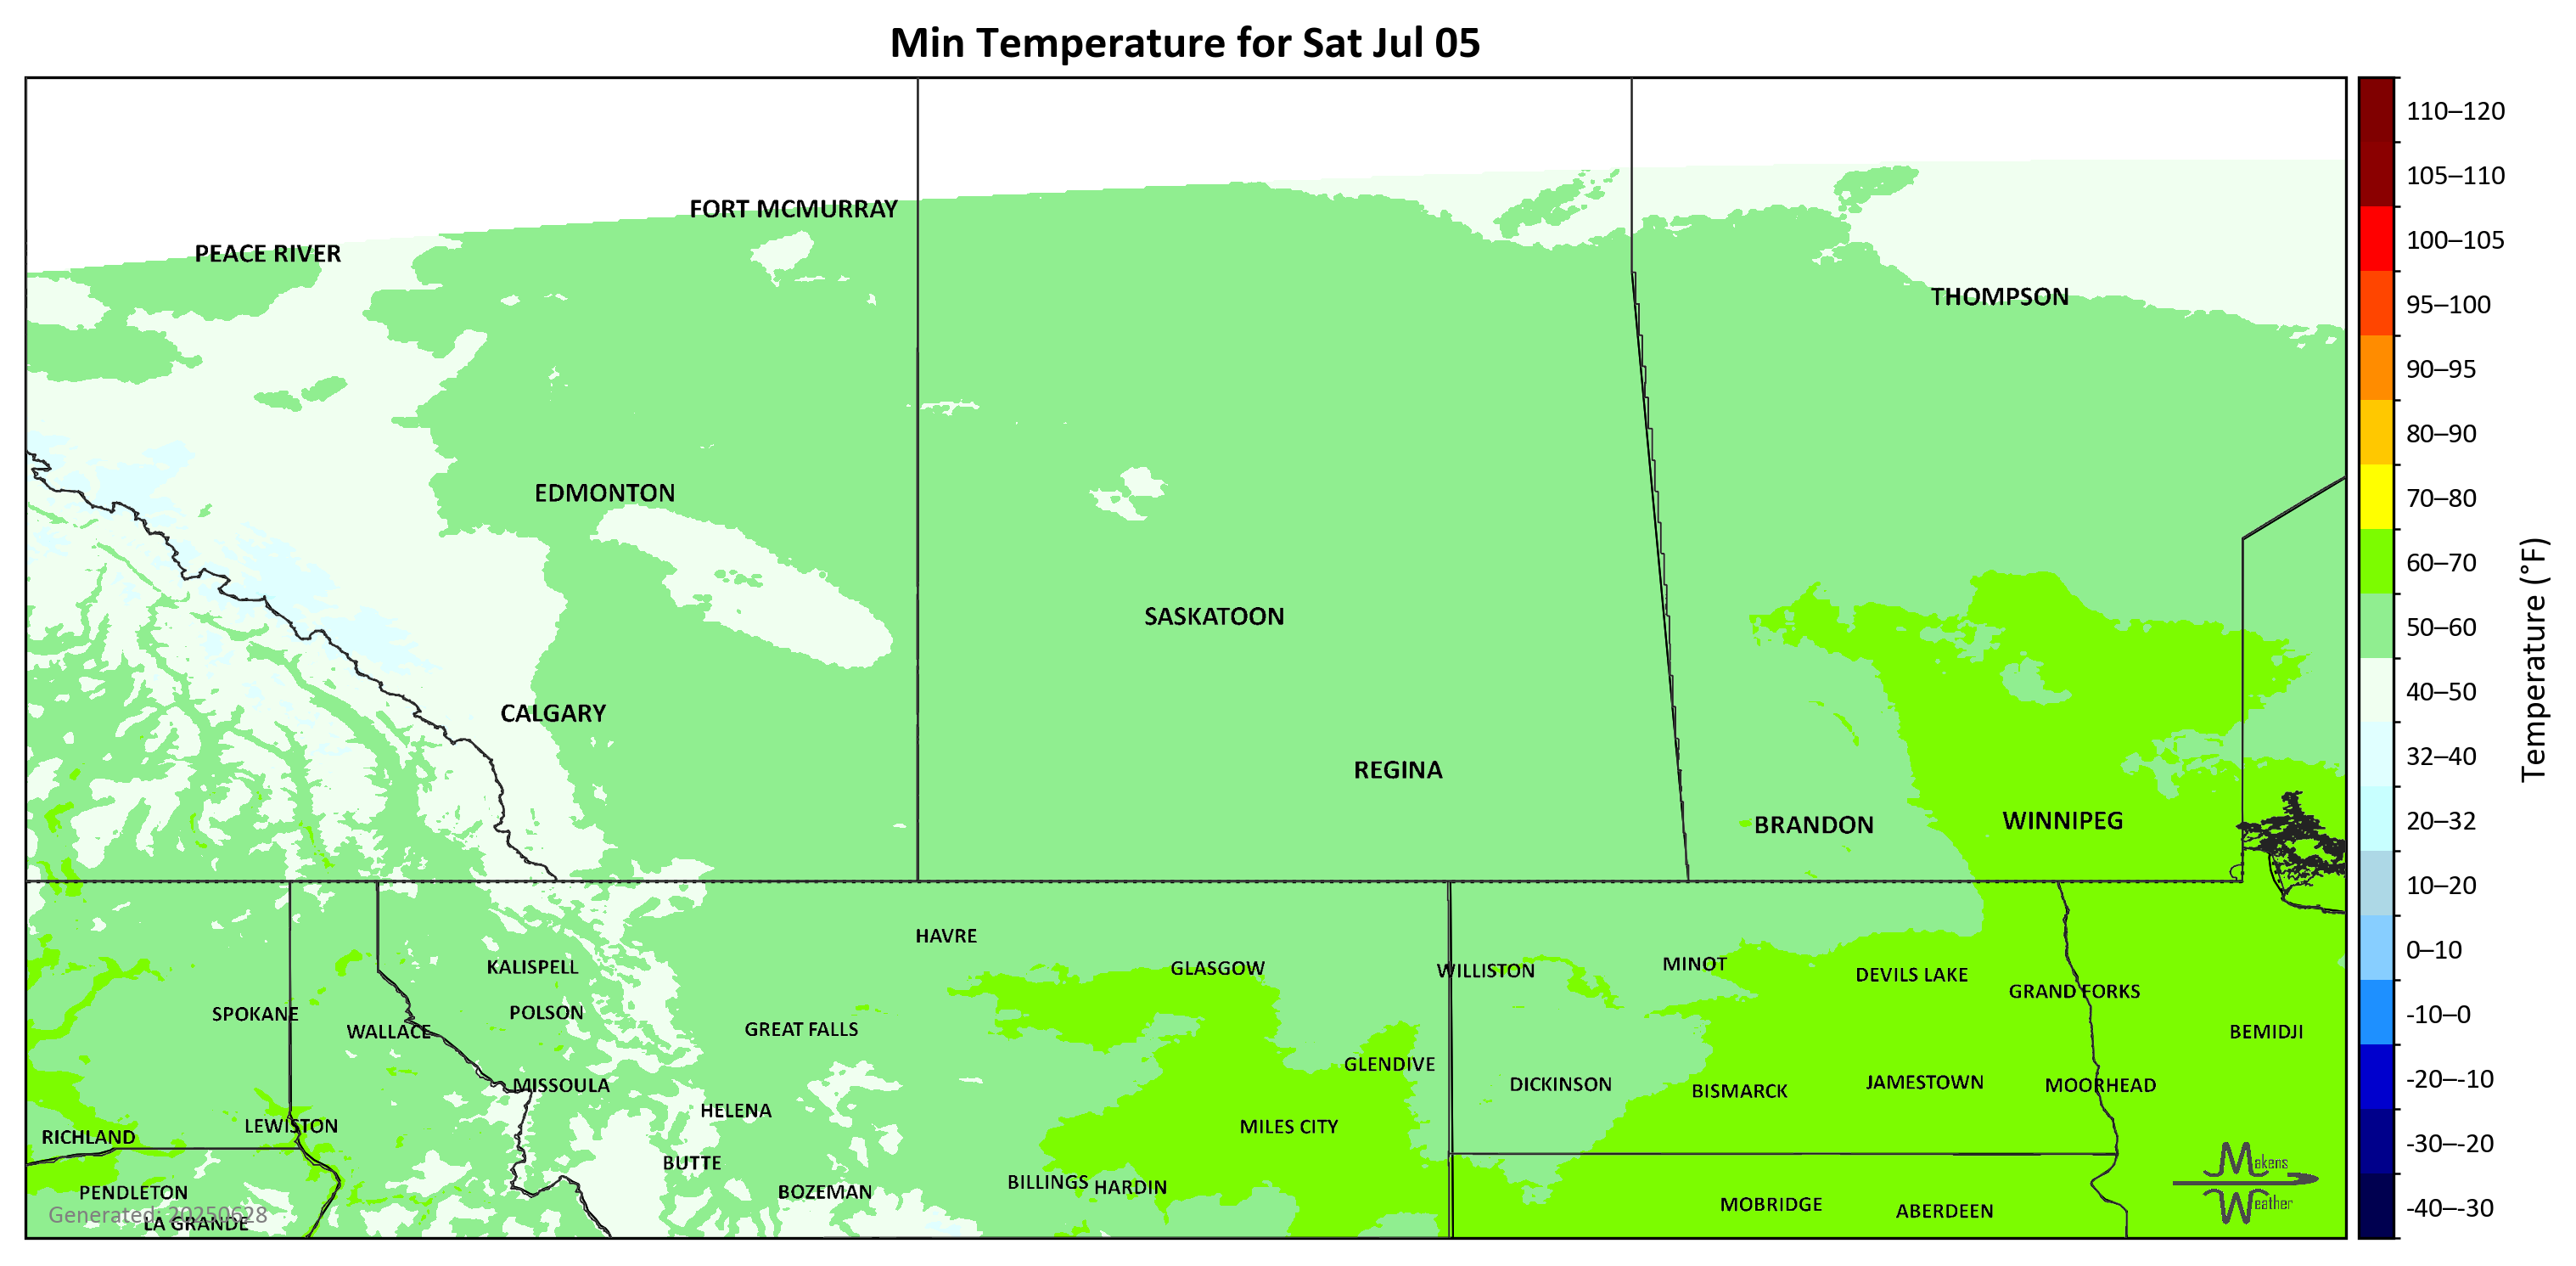 Min Temperature for Sat Jul 05
FORT MCMURRAY
PEACE RIVER
THOMPSON
EDMONTON
SASKATOON
CALGARY
REGINA
BRANDON
WINNIPEG
HAVRE
KALISPELL
GLASGOW
WILLISTON
MINOT
DEVILS LAKE
GRAND FORKS
SPOKANE
POLSON
WALLACE
GREAT FALLS
BEMIDJI
GLENDIVE
MISSOULA
DICKINSON
BISMARCK
JAMESTOWN
MOORHEAD
HELENA
LEWISTON
MILES CITY
RICHLAND
BUTTE
BILLINGS
HARDIN
PENDLETON
BOZEMAN
MOBRIDGE
ABERDEEN
Generated: 20250628
LA GRANDE
Makens
Weather
110–120
105–110
100–105
95–100
90–95
80–90
70–80
60–70
50–60
40–50
32–40
20–32
10–20
0–10
-10–0
-20–-10
-30–-20
-40–-30
Temperature (°F)